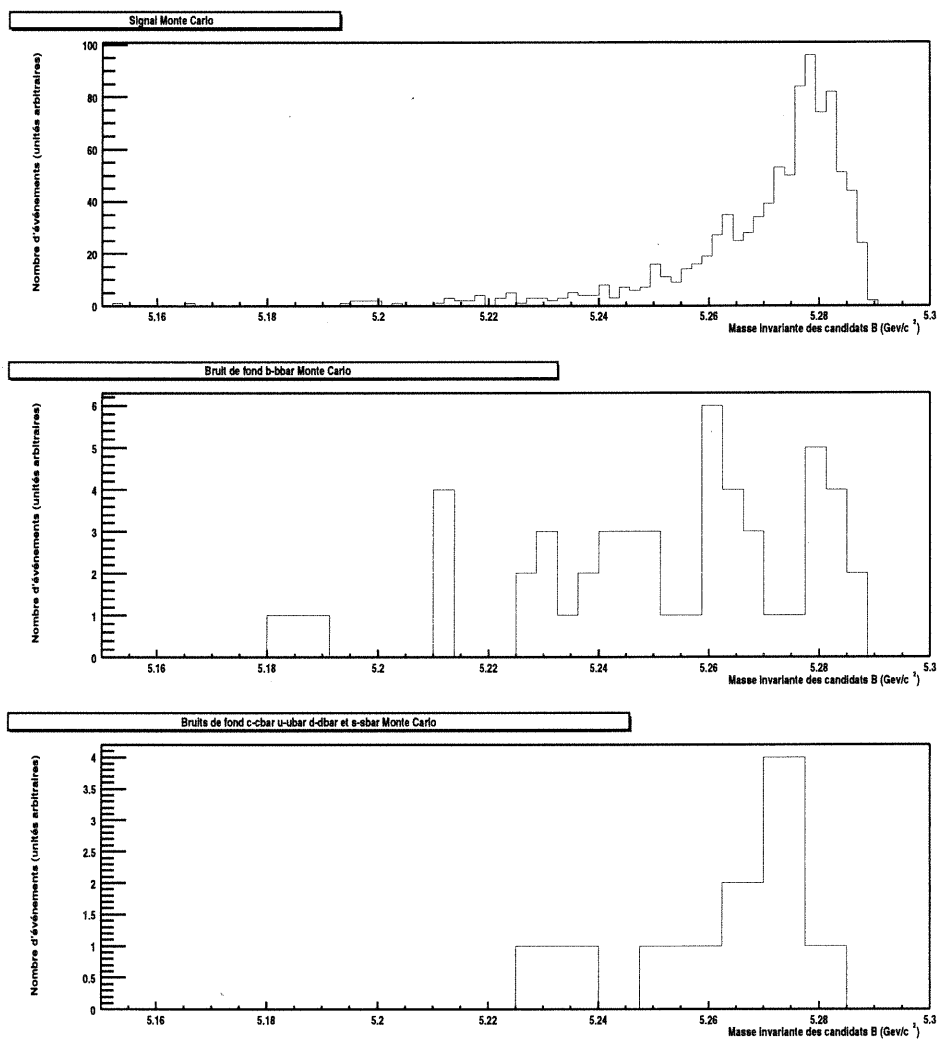 Signal Monte Carlo
Nombre d'événements (unités arbitraires)
100
80
60
40
20
0
5.16 5.18 5.2 5.22 5.24 5.26 5.28 5.3
Masse invariante des candidats B (Gev/c²)
Bruit de fond b-bbar Monte Carlo
Nombre d'événements (unités arbitraires)
6
5
4
3
2
1
0
5.16 5.18 5.2 5.22 5.24 5.26 5.28 5.3
Masse invariante des candidats B (Gev/c²)
Bruits de fond c-cbar u-ubar d-dbar et s-sbar Monte Carlo
Nombre d'événements (unités arbitraires)
4
3.5
3
2.5
2
1.5
1
0.5
0
5.16 5.18 5.2 5.22 5.24 5.26 5.28 5.3
Masse invariante des candidats B (Gev/c²)